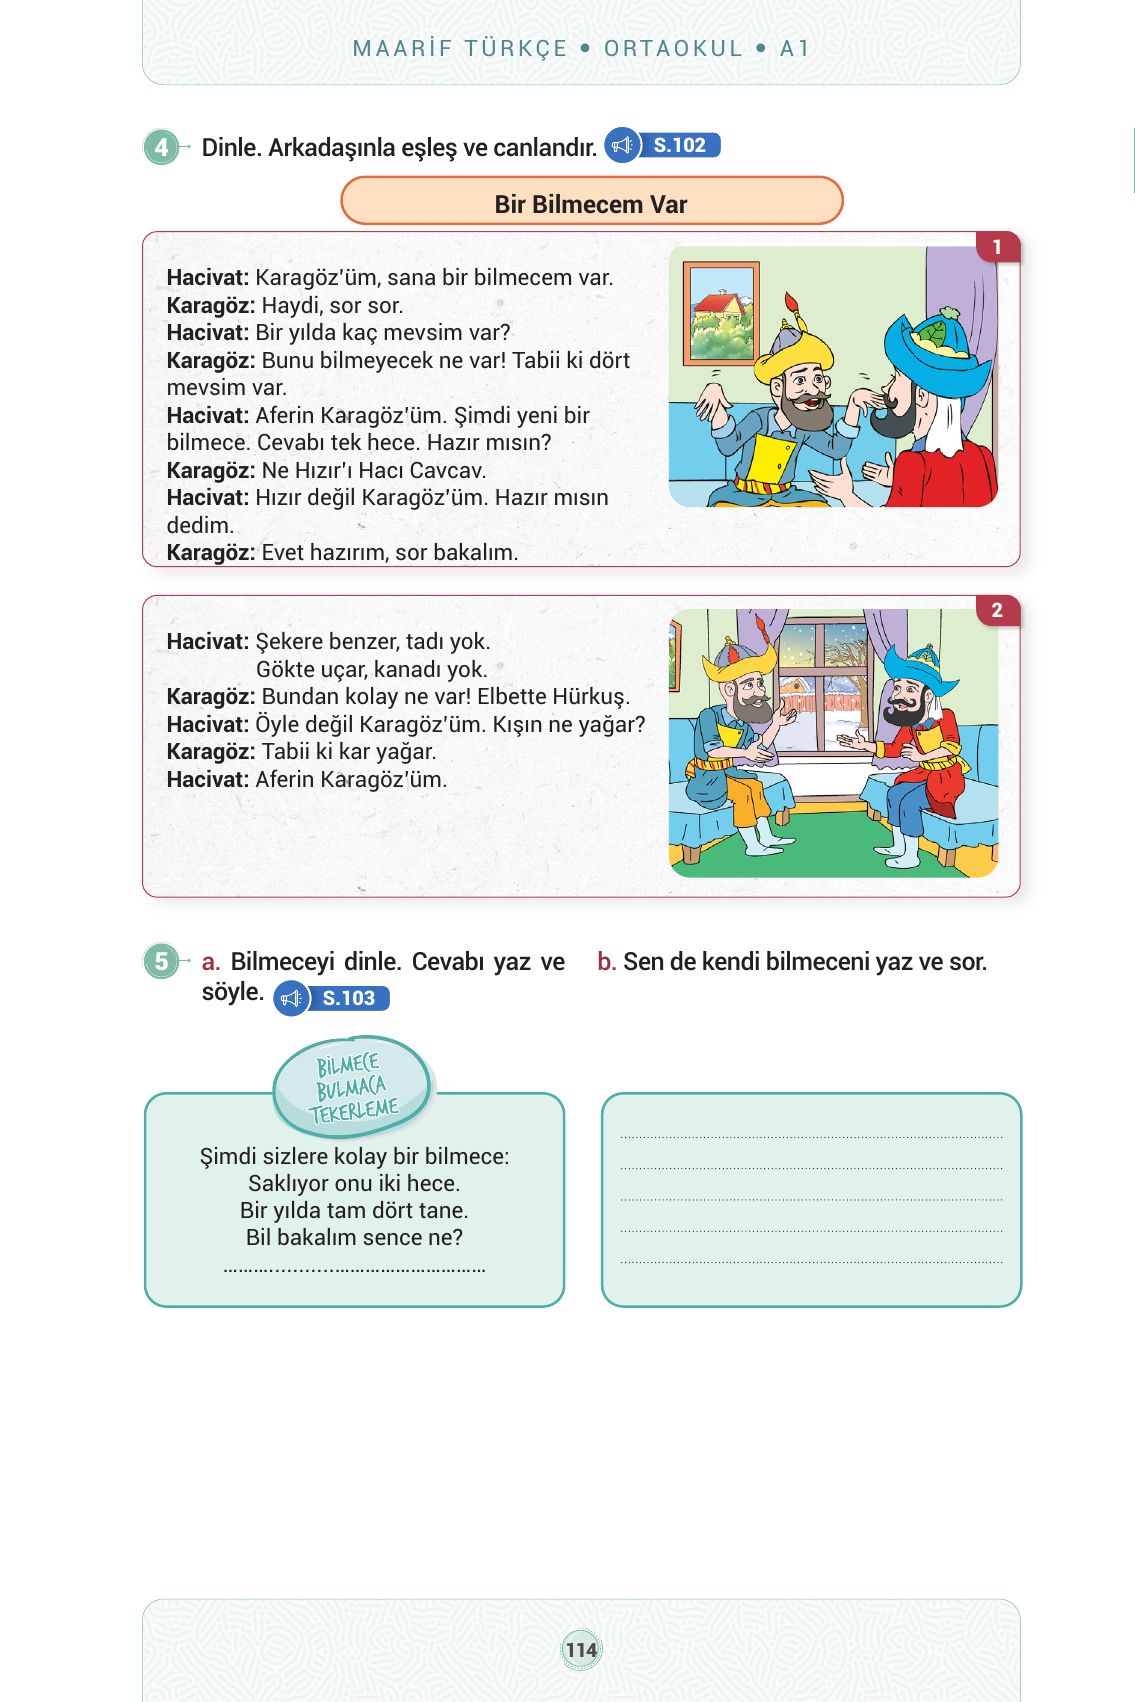 MAARİF TÜRKÇE • ORTAOKUL • A1
4 Dinle. Arkadaşınla eşleş ve canlandır. S.102
Bir Bilmecem Var
1
Hacivat: Karagöz'üm, sana bir bilmecem var.
Karagöz: Haydi, sor sor.
Hacivat: Bir yılda kaç mevsim var?
Karagöz: Bunu bilmeyecek ne var! Tabii ki dört
mevsim var.
Hacivat: Aferin Karagöz'üm. Şimdi yeni bir
bilmece. Cevabı tek hece. Hazır mısın?
Karagöz: Ne Hızır'ı Hacı Cavcav.
Hacivat: Hızır değil Karagöz'üm. Hazır mısın
dedim.
Karagöz: Evet hazırım, sor bakalım.
2
Hacivat: Şekere benzer, tadı yok.
Gökte uçar, kanadı yok.
Karagöz: Bundan kolay ne var! Elbette Hürkuş.
Hacivat: Öyle değil Karagöz'üm. Kışın ne yağar?
Karagöz: Tabii ki kar yağar.
Hacivat: Aferin Karagöz'üm.
5 a. Bilmeceyi dinle. Cevabı yaz ve
söyle. S.103
b. Sen de kendi bilmeceni yaz ve sor.
BİLMECE
BULMACA
TEKERLEME
Şimdi sizlere kolay bir bilmece:
Saklıyor onu iki hece.
Bir yılda tam dört tane.
Bil bakalım sence ne?
114